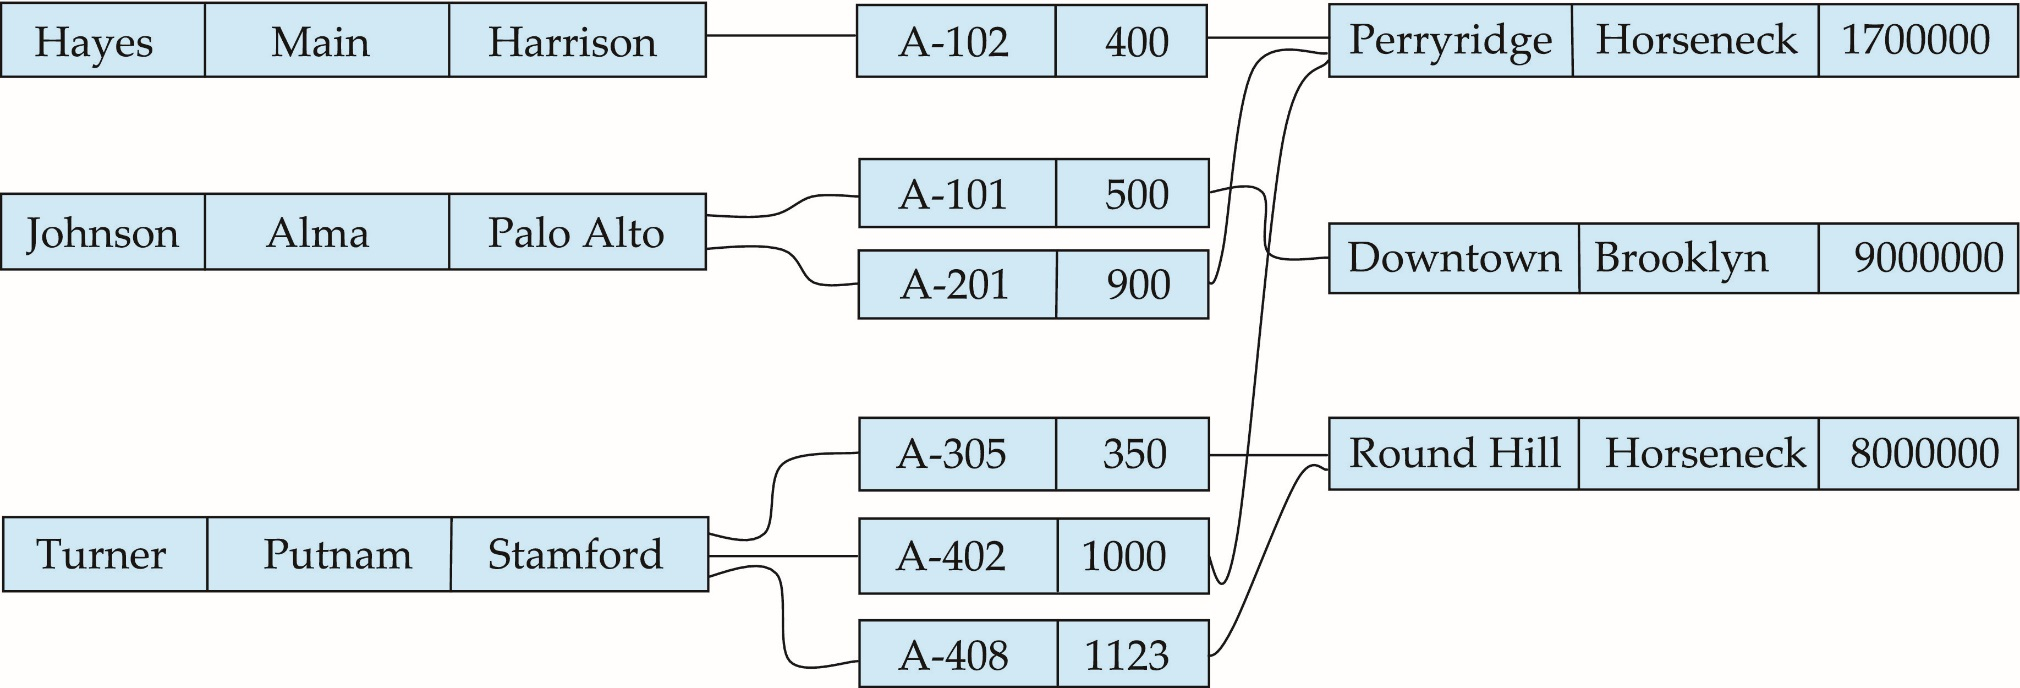 Hayes Main Harrison A-102 400 Perryridge Horseneck 1700000
A-101 500
Johnson Alma Palo Alto Downtown Brooklyn 9000000
A-201 900
A-305 350 Round Hill Horseneck 8000000
Turner Putnam Stamford A-402 1000
A-408 1123